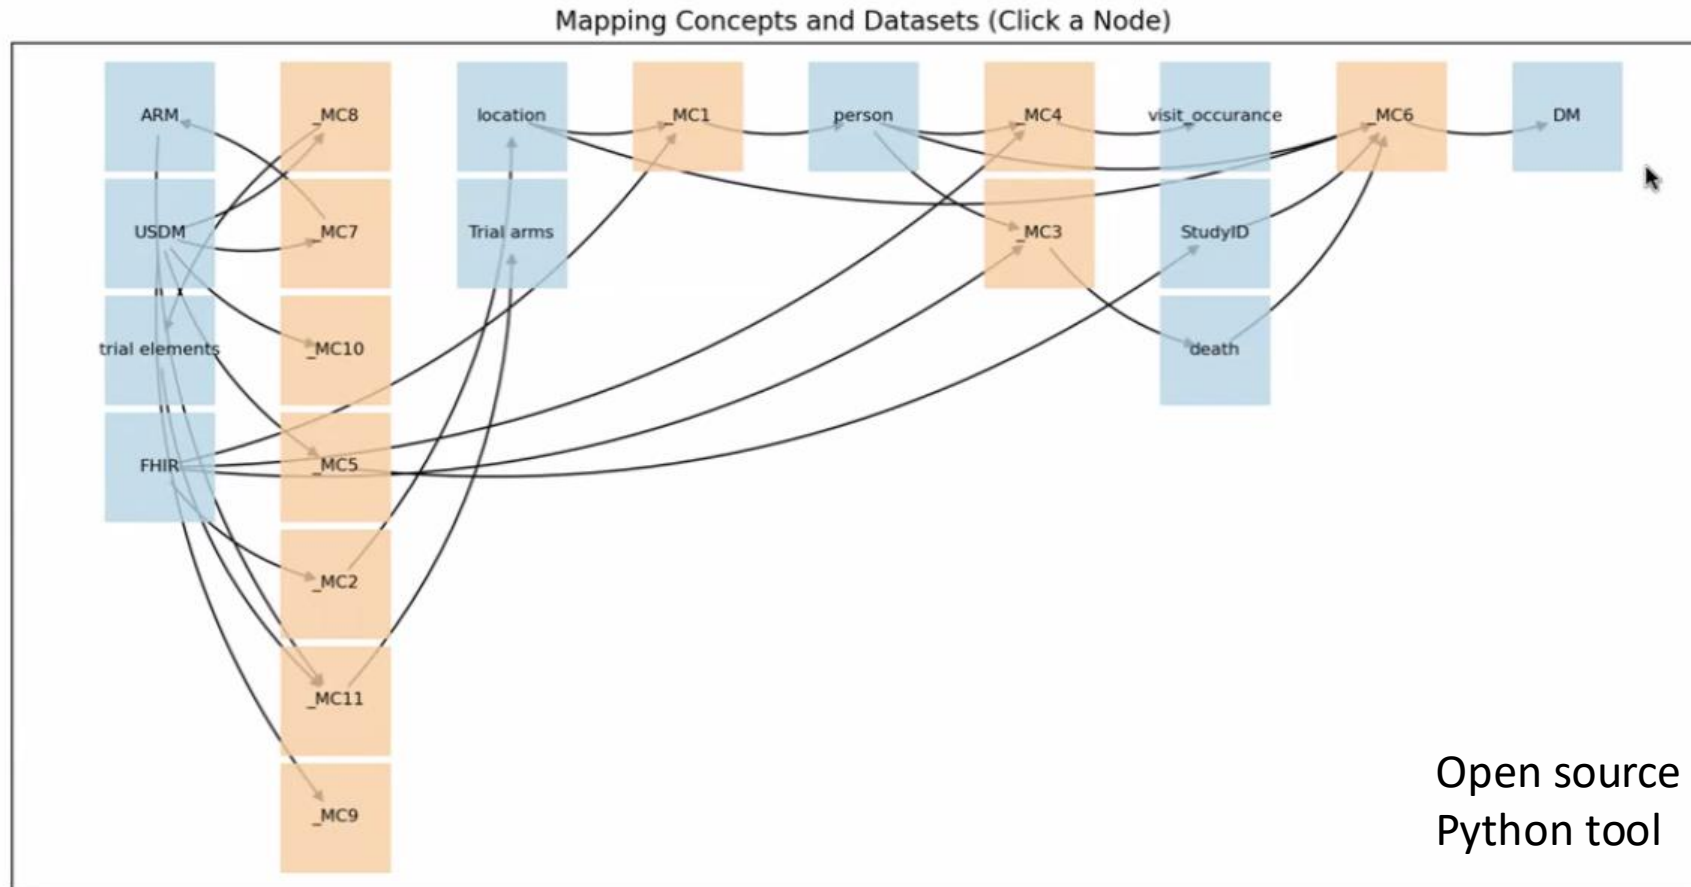 Mapping Concepts and Datasets (Click a Node)
ARM
_MC8
location
_MC1
person
_MC4
visit_occurance
_MC6
DM
USDM
_MC7
Trial arms
_MC3
StudyID
trial elements
_MC10
death
FHIR
_MC5
_MC2
_MC11
_MC9
Open source
Python tool